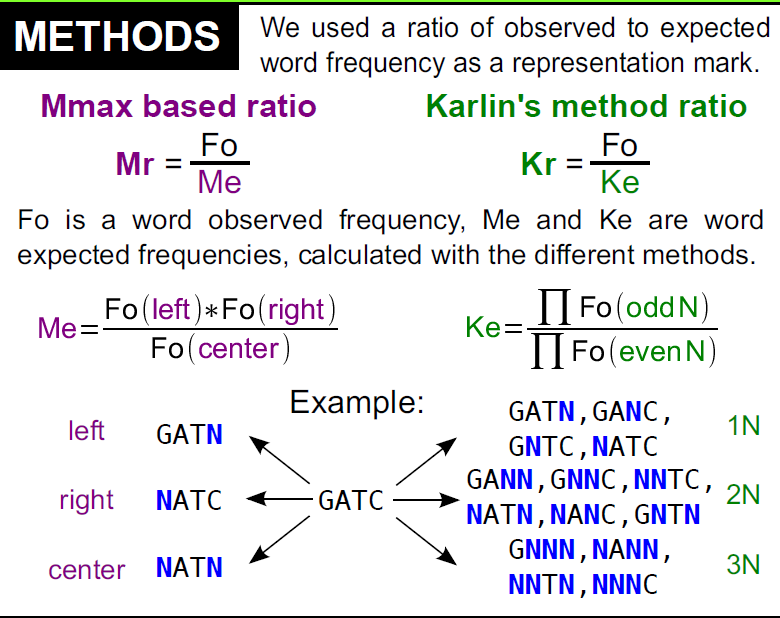 METHODS
We used a ratio of observed to expected
word frequency as a representation mark.
Mmax based ratio
Mr = Fo / Me
Karlin's method ratio
Kr = Fo / Ke
Fo is a word observed frequency, Me and Ke are word
expected frequencies, calculated with the different methods.
Me = Fo(left)*Fo(right) / Fo(center)
Ke = ∏ Fo(odd N) / ∏ Fo(even N)
Example:
left GATN
right NATC
center NATN
GATC
GATN,GANC,
GNTC,NATC
1N
GANN,GNNC,NNTC,
NATN,NANC,GNTN
2N
GNNN,NANN,
NNTN,NNNC
3N